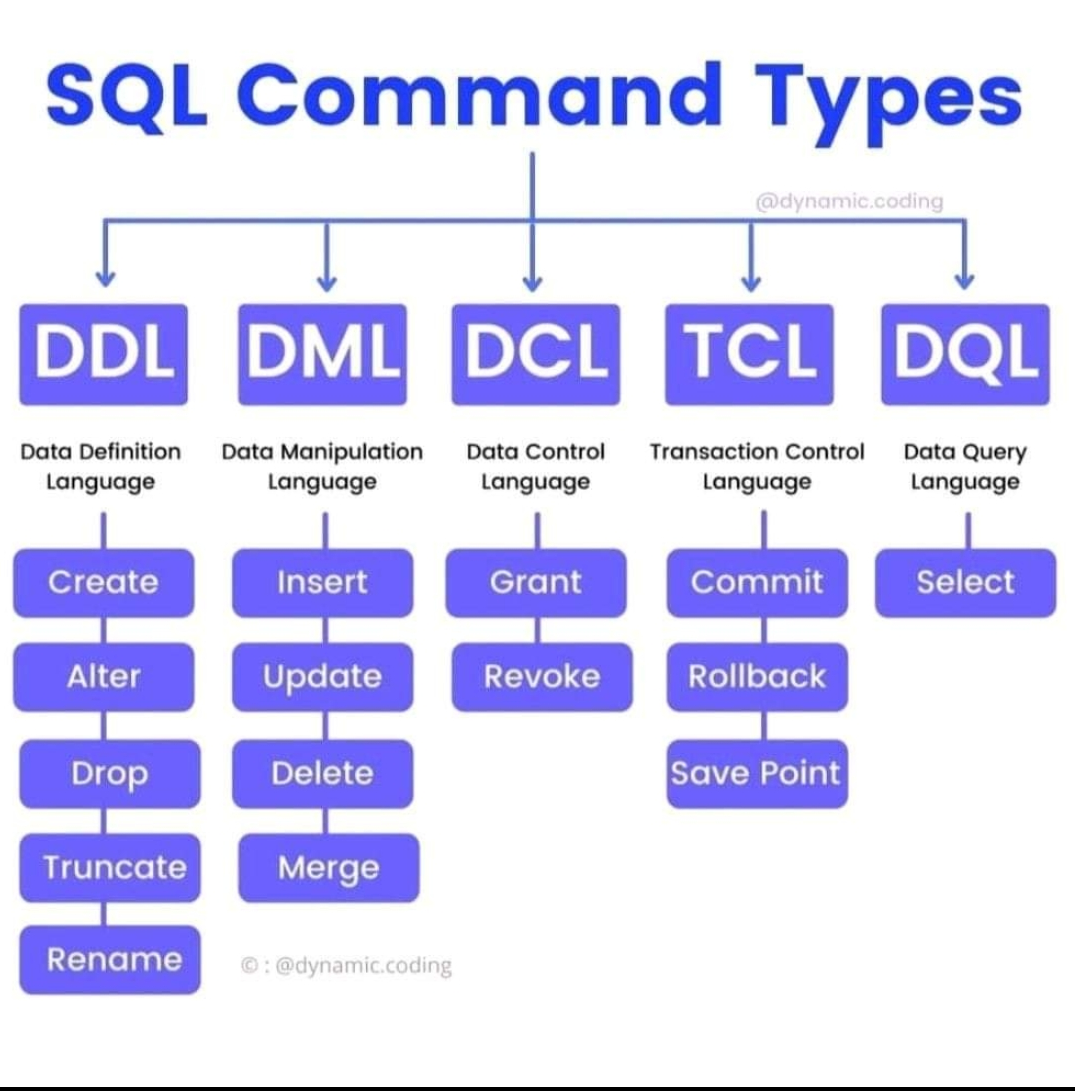 SQL Command Types
@dynamic.coding
DDL
DML
DCL
TCL
DQL
Data Definition
Language
Data Manipulation
Language
Data Control
Language
Transaction Control
Language
Data Query
Language
Create
Insert
Grant
Commit
Select
Alter
Update
Revoke
Rollback
Drop
Delete
Save Point
Truncate
Merge
Rename
© : @dynamic.coding